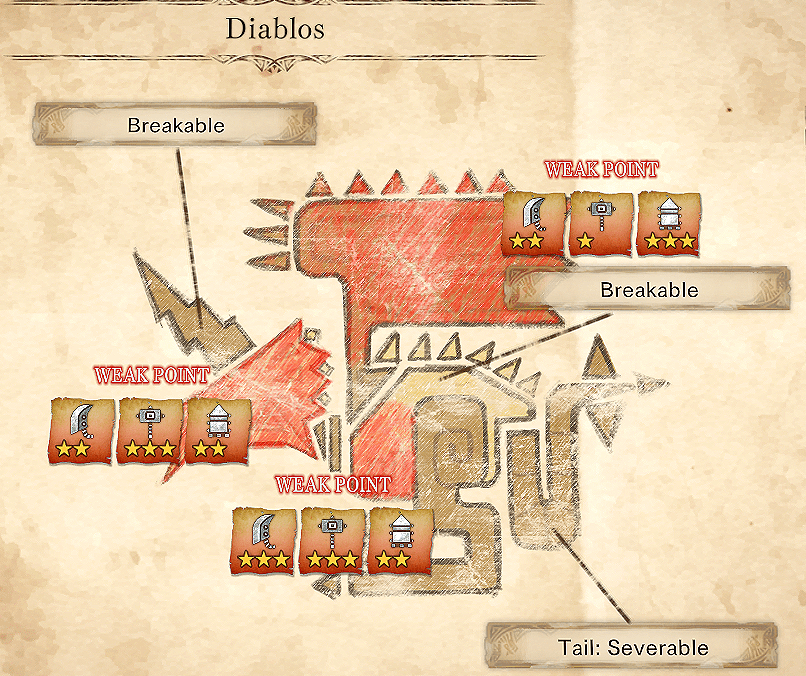 Diablos
Breakable
WEAK POINT
Breakable
WEAK POINT
WEAK POINT
Tail: Severable